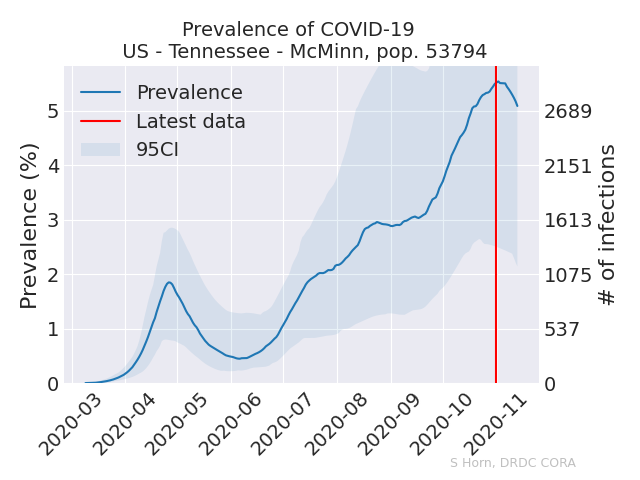 Prevalence of COVID-19
US - Tennessee - McMinn, pop. 53794
Prevalence
Latest data
95CI
Prevalence (%)
5
4
3
2
1
0
2689
2151
1613
1075
537
0
# of infections
2020-03
2020-04
2020-05
2020-06
2020-07
2020-08
2020-09
2020-10
2020-11
S Horn, DRDC CORA